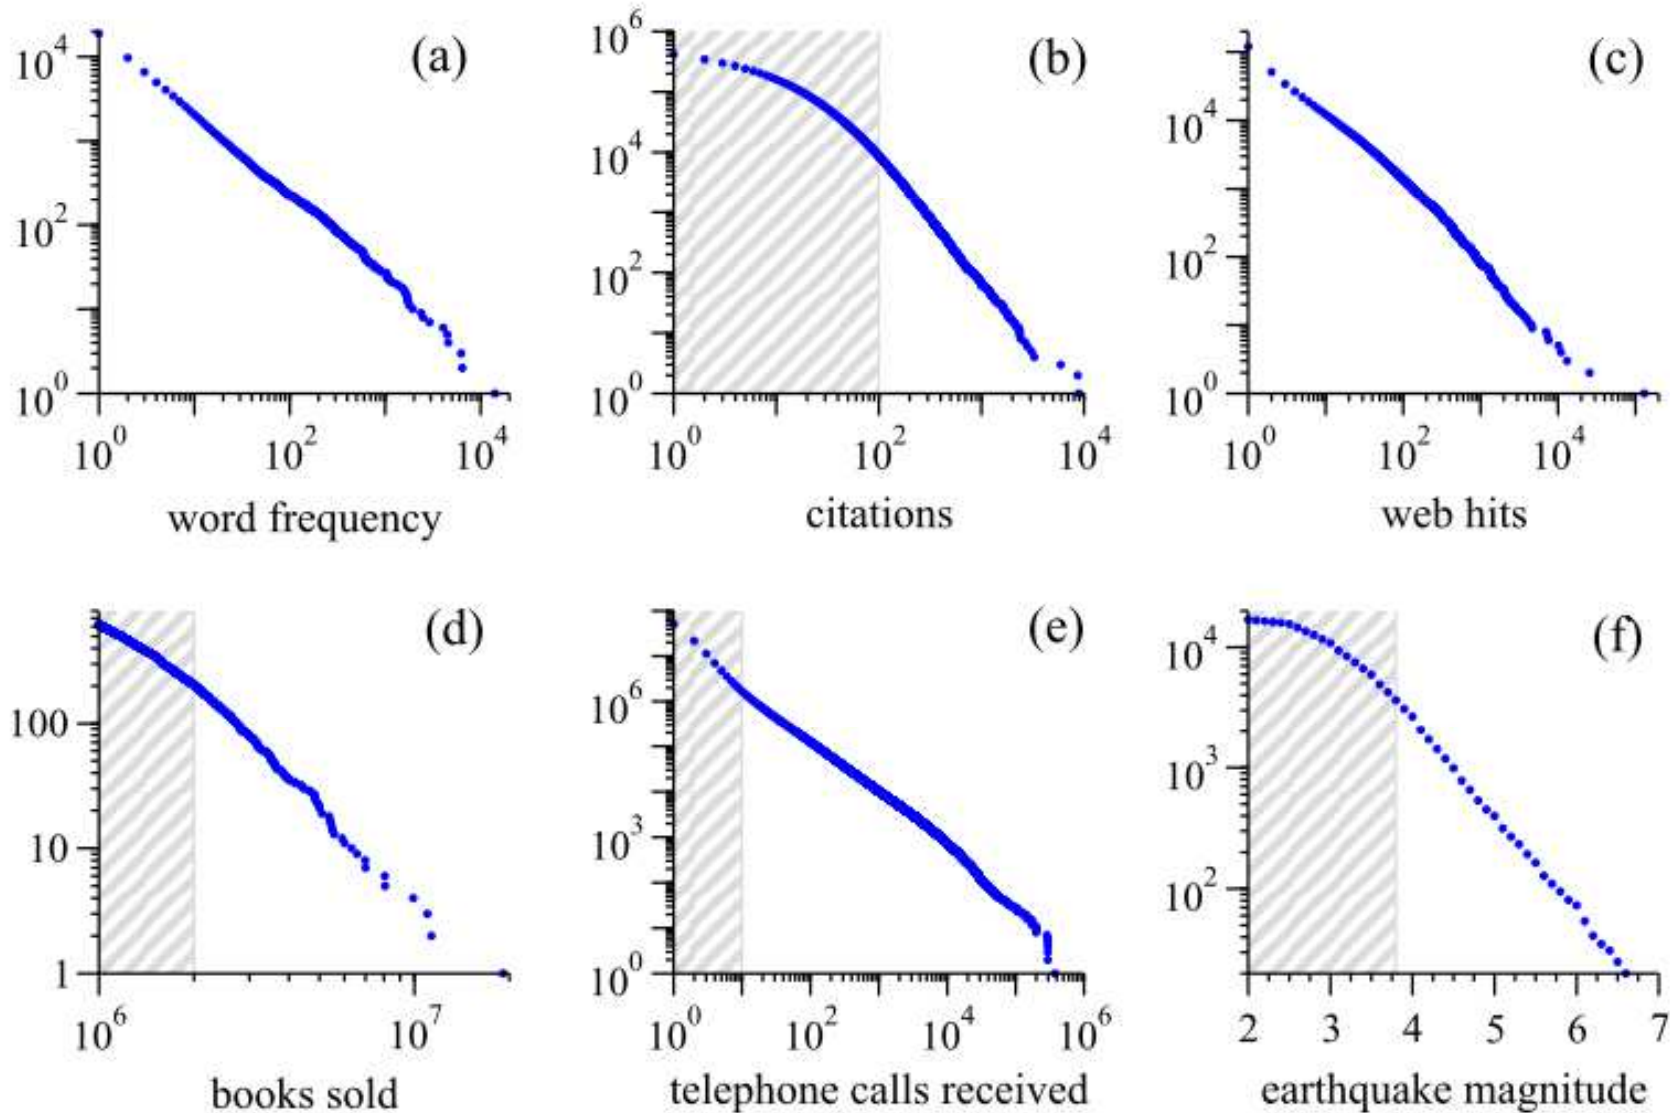 (a)
10^4
10^2
10^0
10^0 10^2 10^4
word frequency
(b)
10^6
10^4
10^2
10^0
10^0 10^2 10^4
citations
(c)
10^4
10^2
10^0
10^0 10^2 10^4
web hits
(d)
100
10
1
10^6 10^7
books sold
(e)
10^6
10^3
10^0
10^0 10^2 10^4 10^6
telephone calls received
(f)
10^4
10^3
10^2
2 3 4 5 6 7
earthquake magnitude